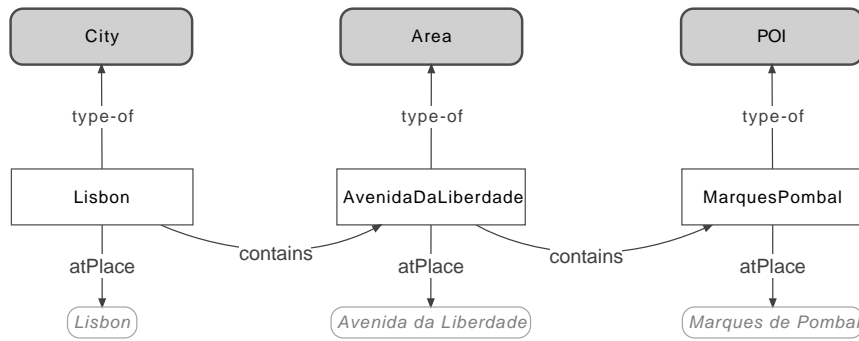 City
Area
POI
type-of
type-of
type-of
Lisbon
AvenidaDaLiberdade
MarquesPombal
contains
contains
atPlace
atPlace
atPlace
Lisbon
Avenida da Liberdade
Marques de Pombal